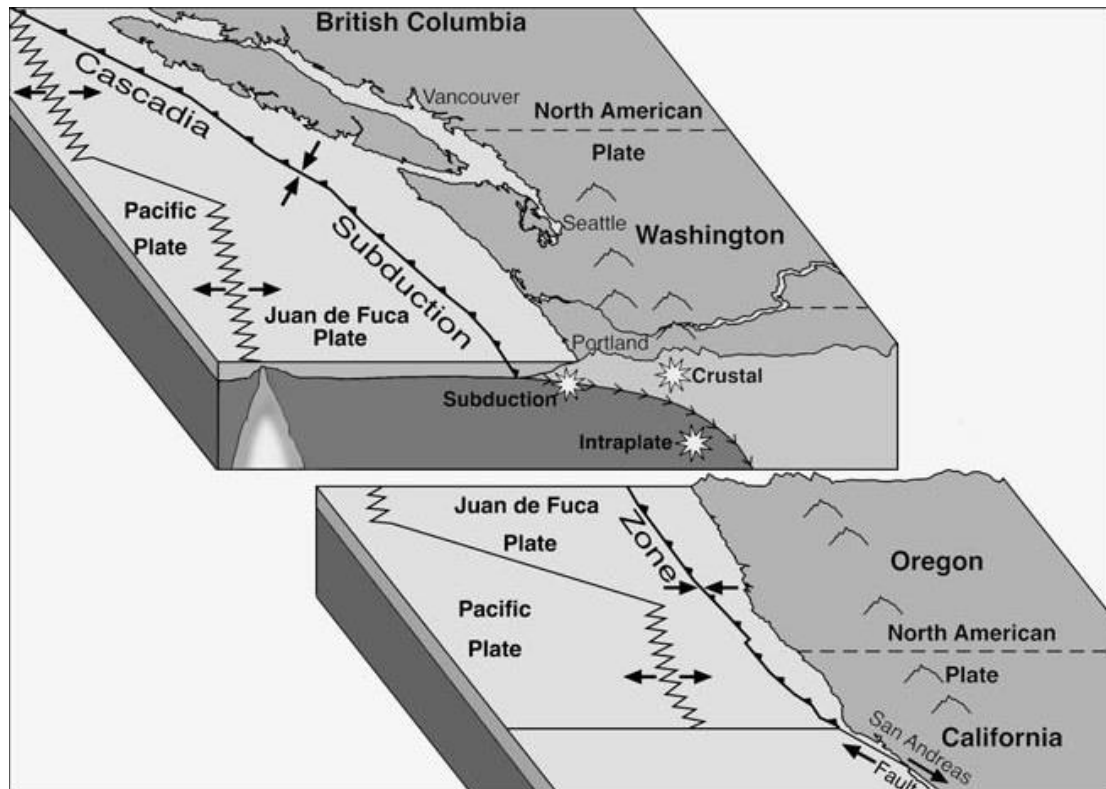 British Columbia
Vancouver
North American
Plate
Cascadia
Subduction
Pacific
Plate
Seattle
Washington
Juan de Fuca
Plate
Portland
Crustal
Subduction
Intraplate
Juan de Fuca
Plate
Zone
Oregon
Pacific
Plate
North American
Plate
California
San Andreas
Fault